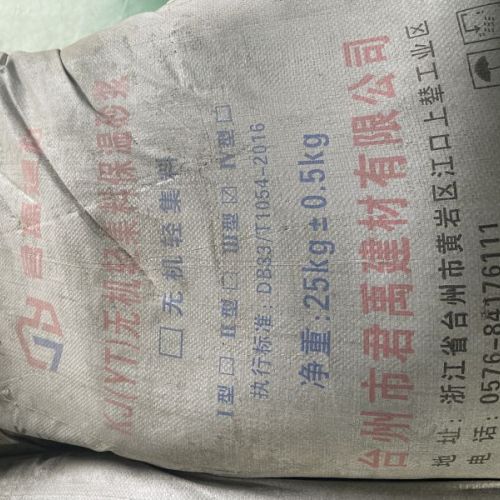 君禹建材
KJ(YT)无机轻集料保温砂浆
□ 无机轻集料
I型□ II型□ III型☑ IV型□
执行标准:DB33/T1054-2016
净重:25kg±0.5kg
台州市君禹建材有限公司
地址:浙江省台州市黄岩区江口上辇工业区
电话:0576-84176111